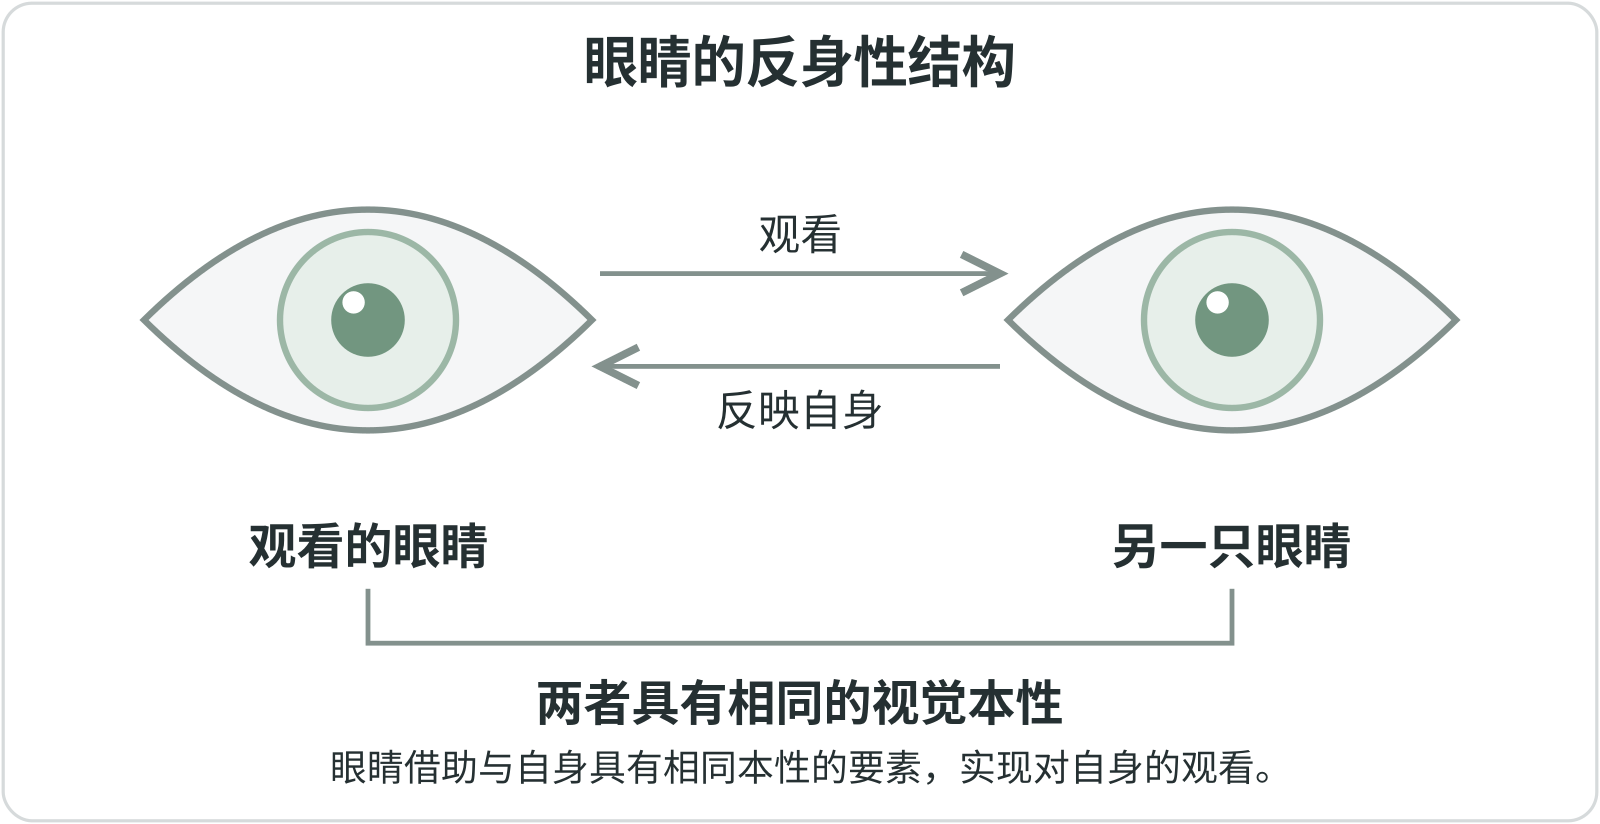 眼睛的反身性结构
观看
反映自身
观看的眼睛
另一只眼睛
两者具有相同的视觉本性
眼睛借助与自身具有相同本性的要素，实现对自身的观看。